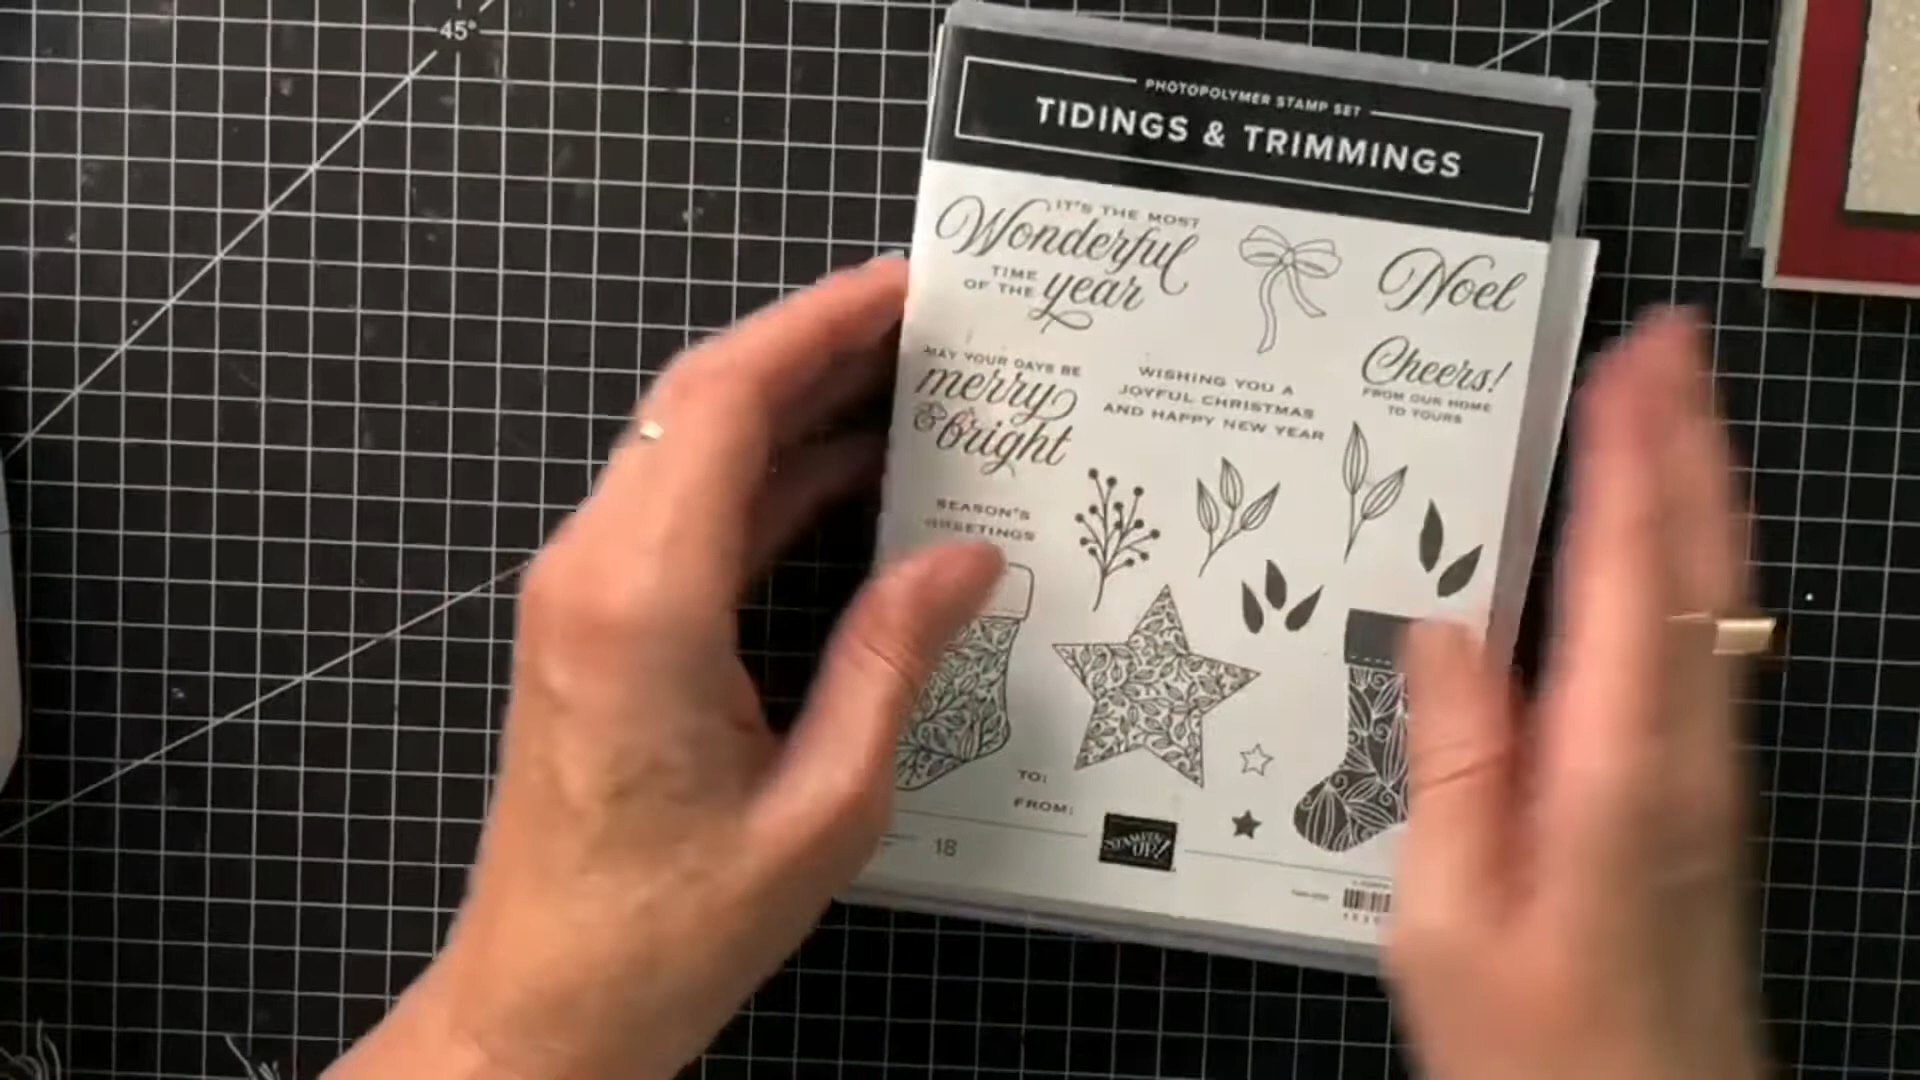 45°
PHOTOPOLYMER STAMP SET
TIDINGS & TRIMMINGS
IT'S THE MOST
Wonderful
TIME
OF THE year
Noel
Cheers!
FROM OUR HOME
TO YOURS
MAY YOUR DAYS BE
merry
& bright
WISHING YOU A
JOYFUL CHRISTMAS
AND HAPPY NEW YEAR
SEASON'S
GREETINGS
TO:
FROM:
18
STAMPIN'
UP!